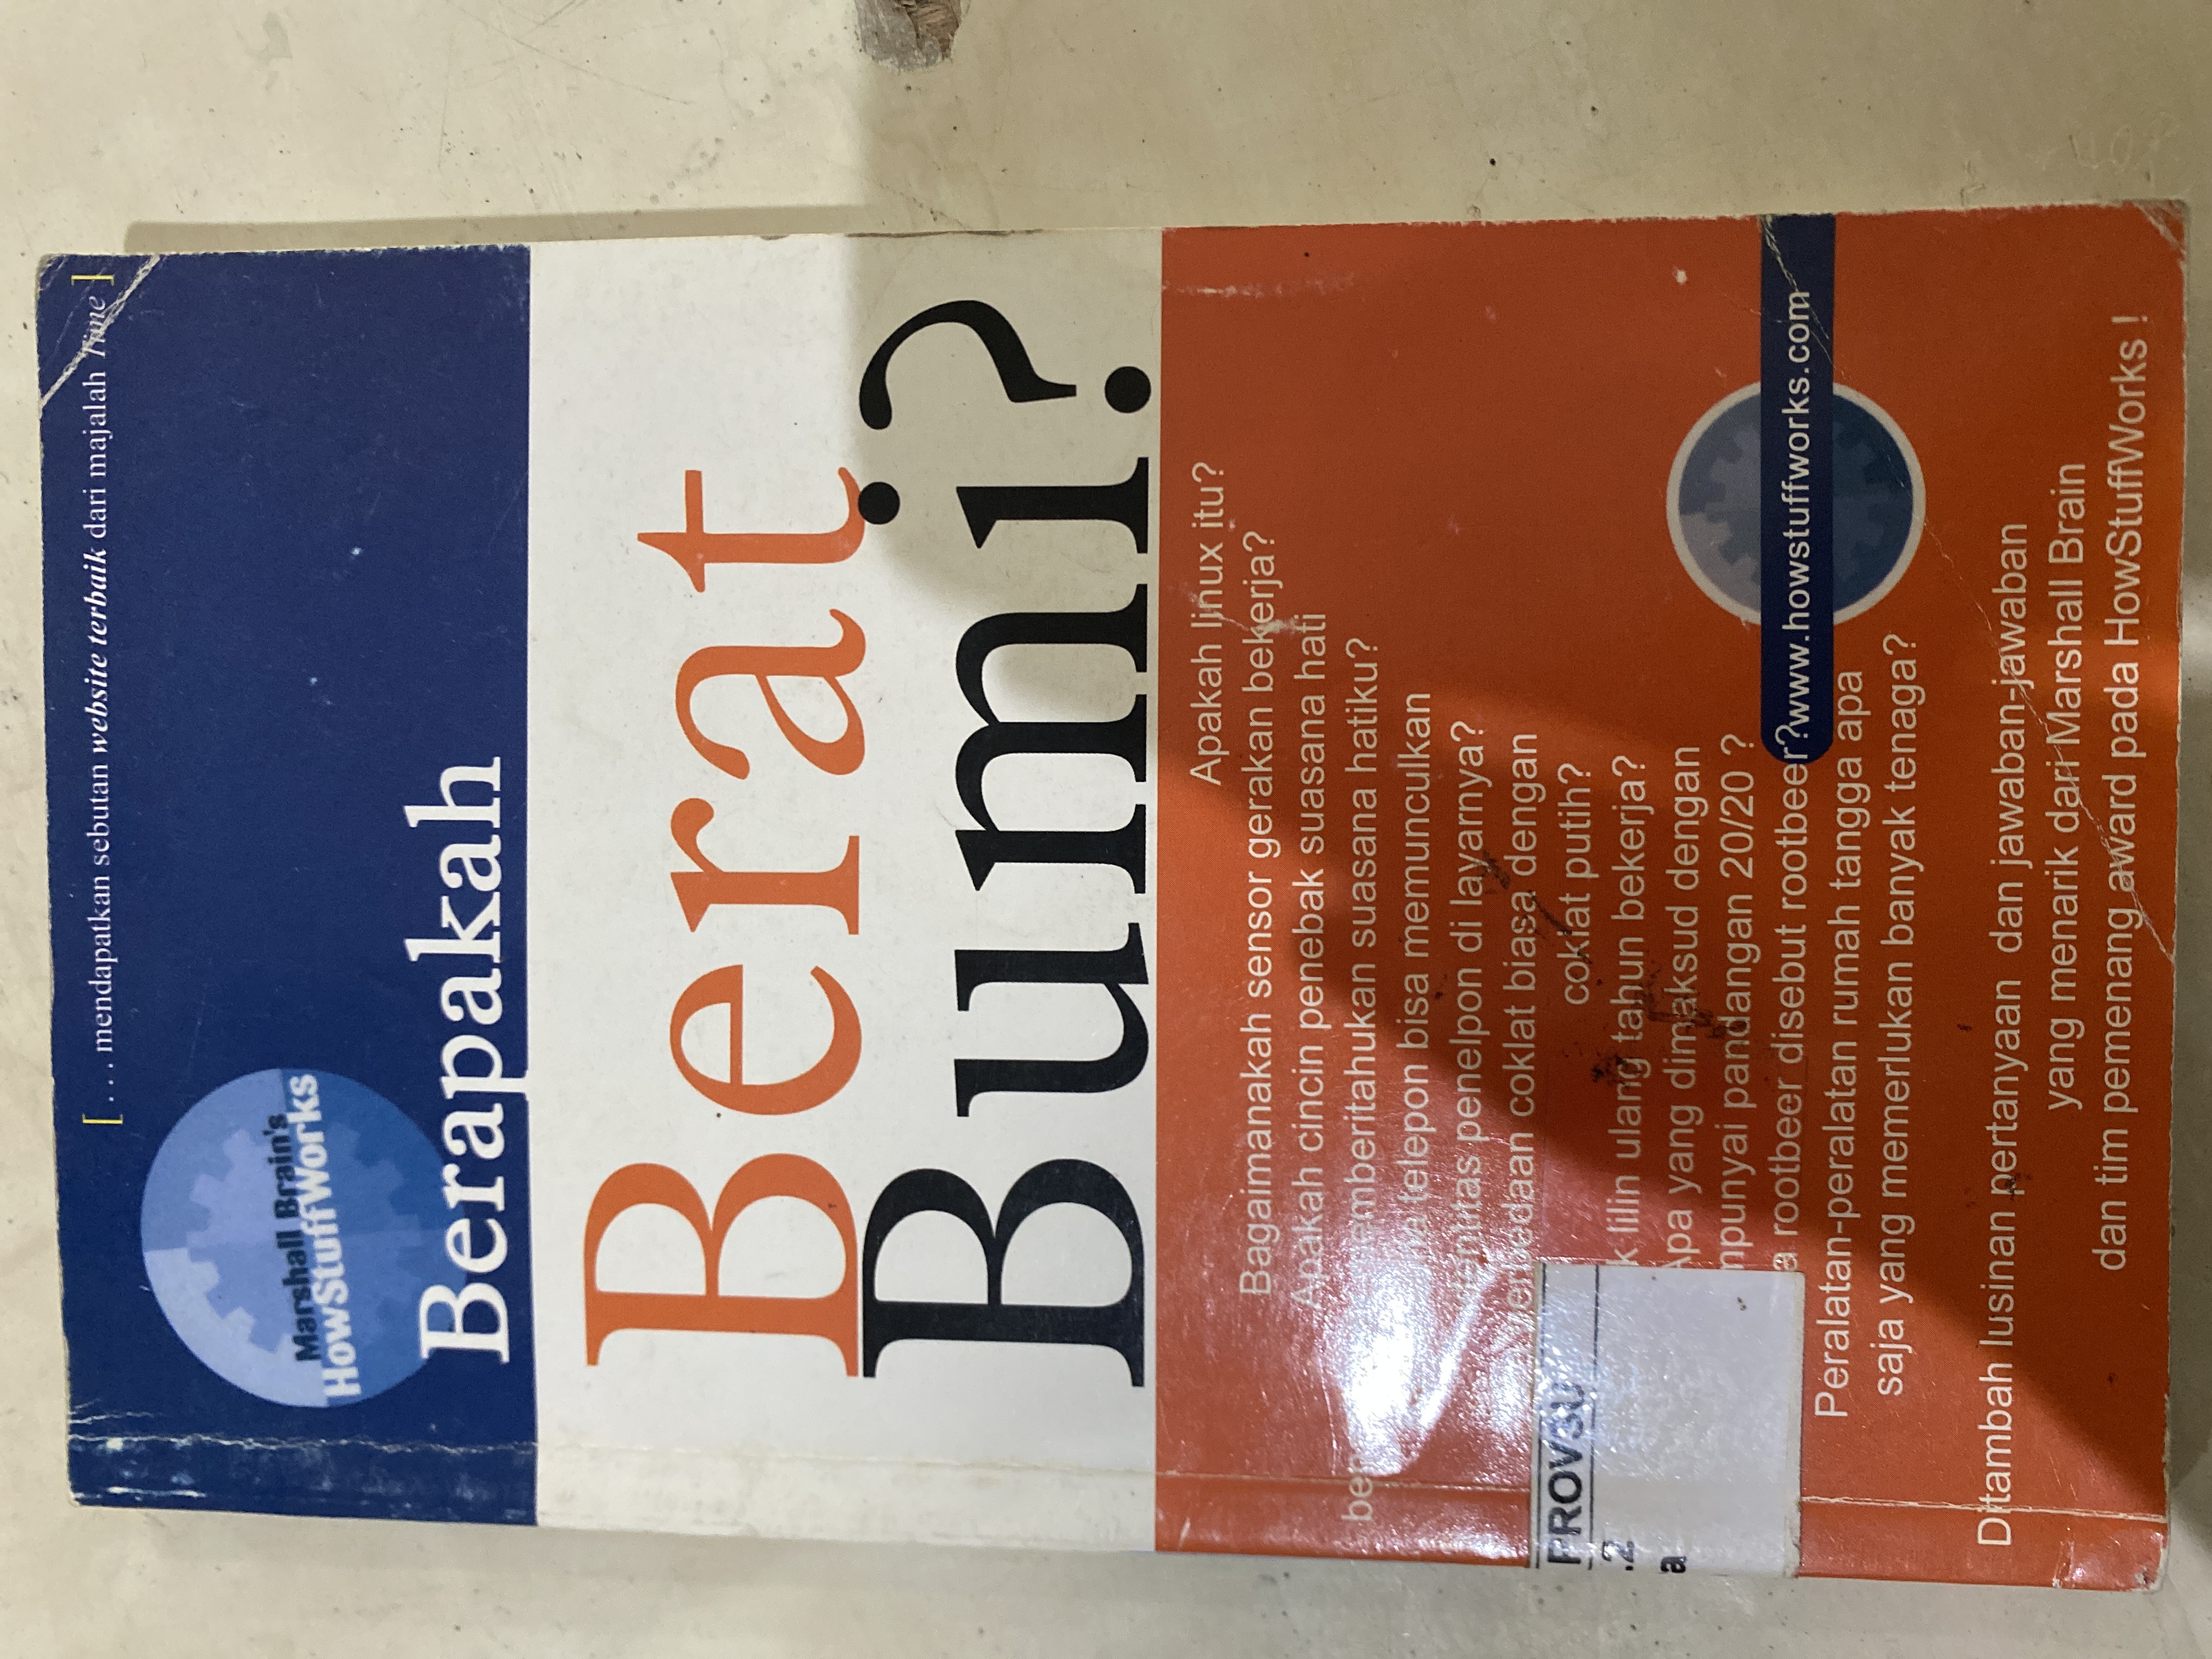 [ . . . mendapatkan sebutan website terbaik dari majalah Time ]
Marshall Brain's
HowStuffWorks
Berapakah
Berat
Bumi?
Apakah linux itu?
Bagaimanakah sensor gerakan bekerja?
Apakah cincin penebak suasana hati
memberitahukan suasana hatiku?
telepon bisa memunculkan
identitas penelpon di layarnya?
coklat biasa dengan
coklat putih?
lilin ulang tahun bekerja?
Apa yang dimaksud dengan
pandangan 20/20 ?
rootbeer disebut rootbeer?
www.howstuffworks.com
Peralatan-peralatan rumah tangga apa
saja yang memerlukan banyak tenaga?
PROVSU
.2
a
Ditambah lusinan pertanyaan dan jawaban-jawaban
yang menarik dari Marshall Brain
dan tim pemenang award pada HowStuffWorks !